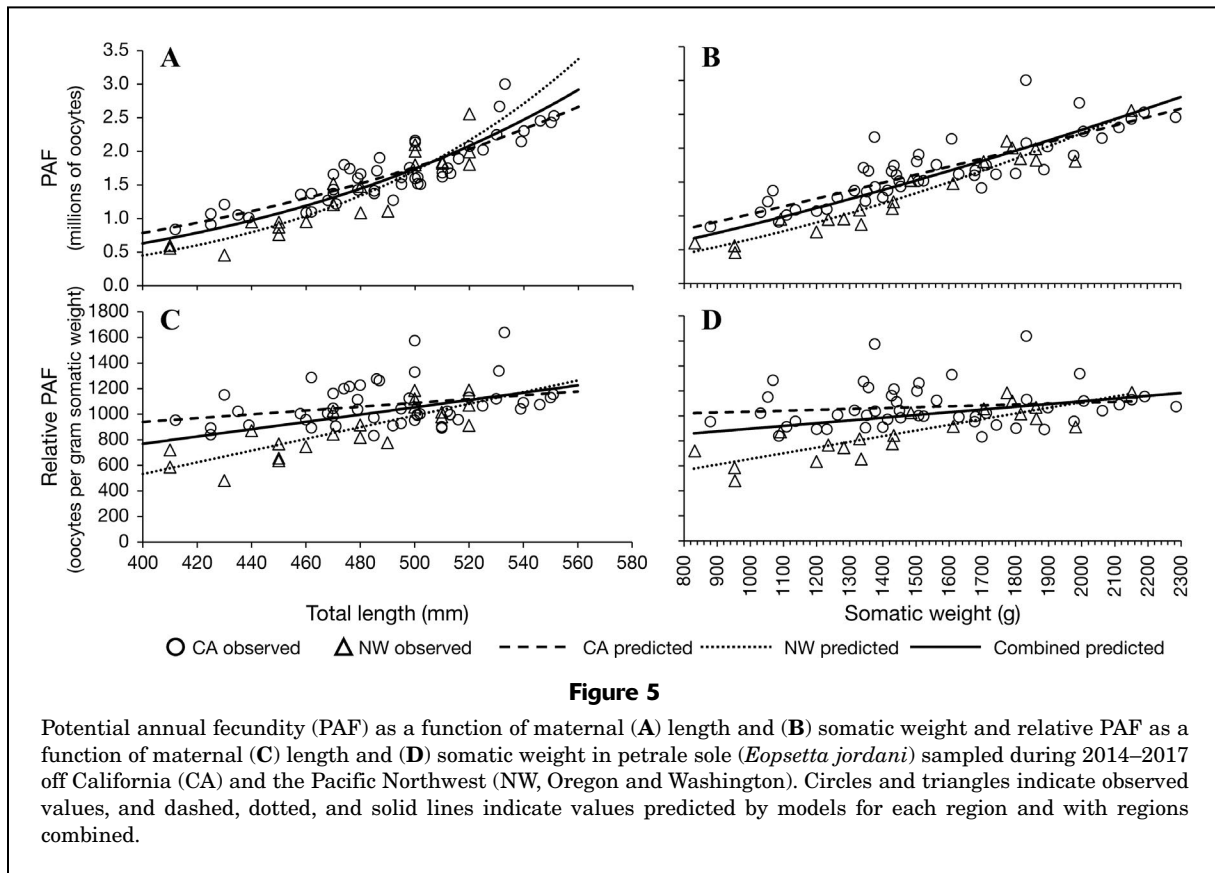 A
B
3.5
3.0
2.5
2.0
1.5
1.0
0.5
0.0
PAF
(millions of oocytes)
C
D
1800
1600
1400
1200
1000
800
600
400
200
0
Relative PAF
(oocytes per gram somatic weight)
400 420 440 460 480 500 520 540 560 580
800 900 1000 1100 1200 1300 1400 1500 1600 1700 1800 1900 2000 2100 2200 2300
Total length (mm)
Somatic weight (g)
CA observed NW observed CA predicted NW predicted Combined predicted
Figure 5
Potential annual fecundity (PAF) as a function of maternal (A) length and (B) somatic weight and relative PAF as a
function of maternal (C) length and (D) somatic weight in petrale sole (Eopsetta jordani) sampled during 2014–2017
off California (CA) and the Pacific Northwest (NW, Oregon and Washington). Circles and triangles indicate observed
values, and dashed, dotted, and solid lines indicate values predicted by models for each region and with regions
combined.